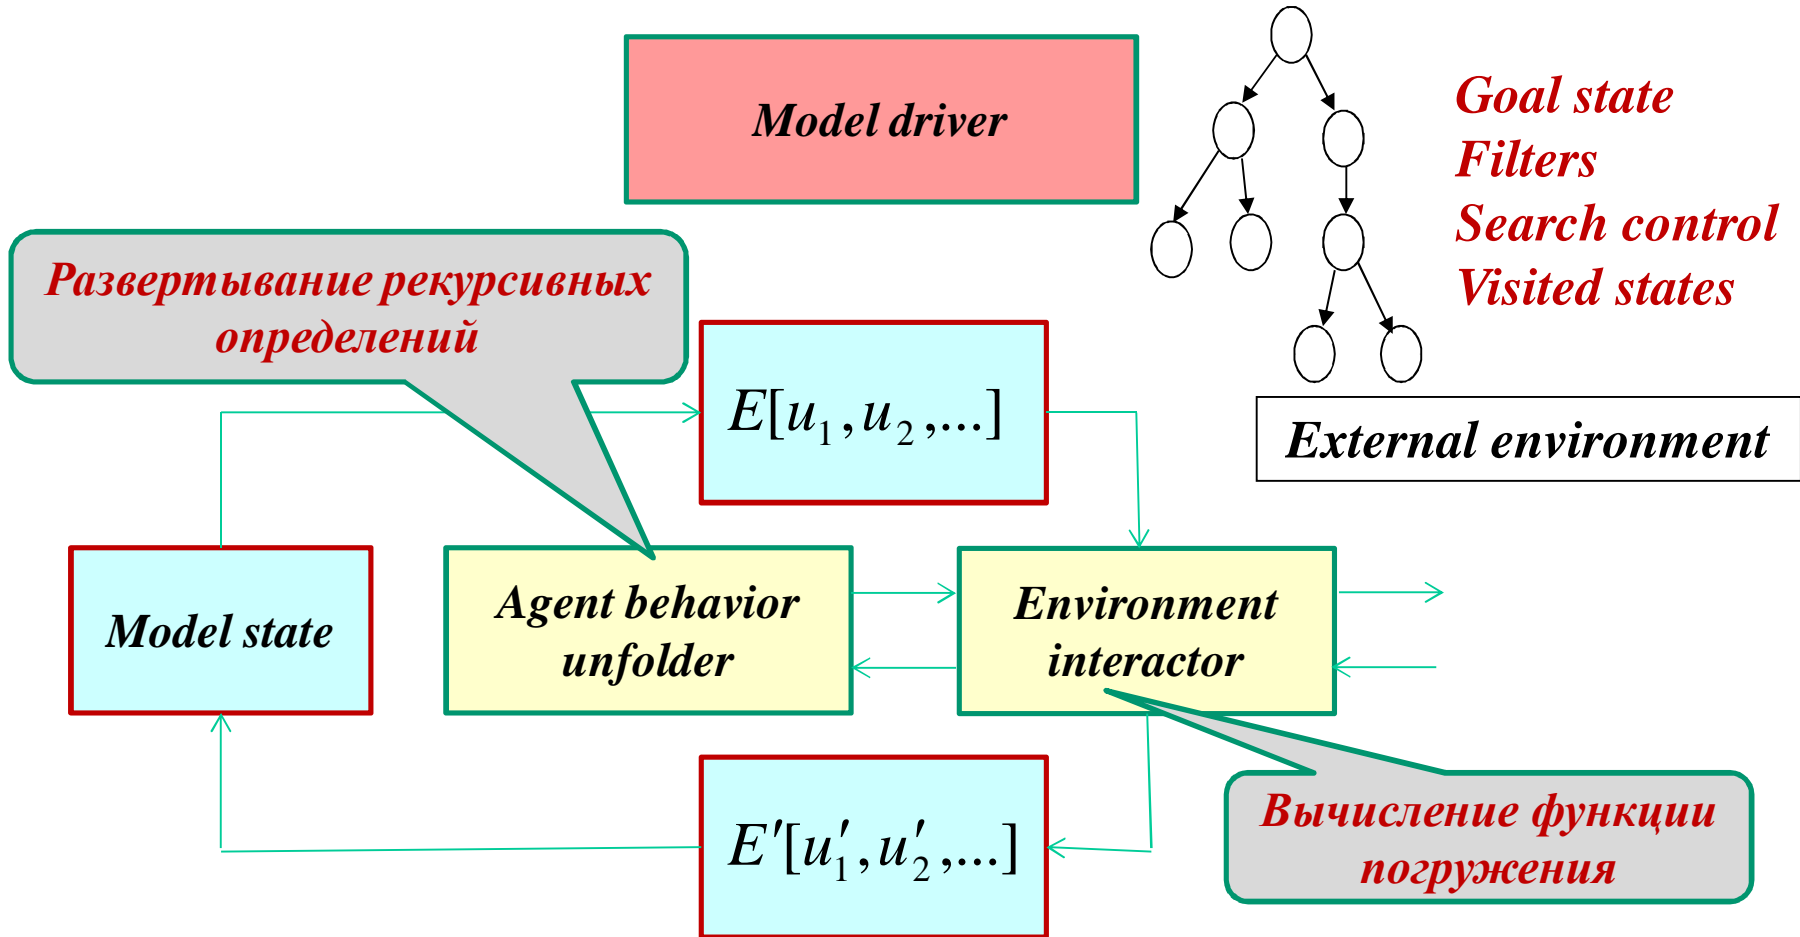 Model driver
Goal state
Filters
Search control
Visited states
Развертывание рекурсивных
определений
E[u₁,u₂,...]
External environment
Model state
Agent behavior
unfolder
Environment
interactor
E′[u′₁,u′₂,...]
Вычисление функции
погружения